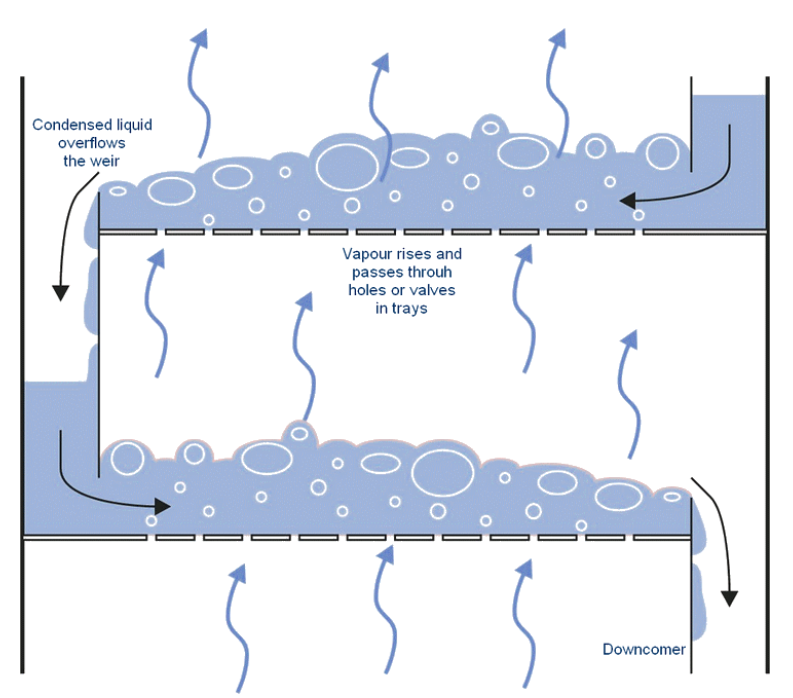 Condensed liquid
overflows
the weir
Vapour rises and
passes throuh
holes or valves
in trays
Downcomer